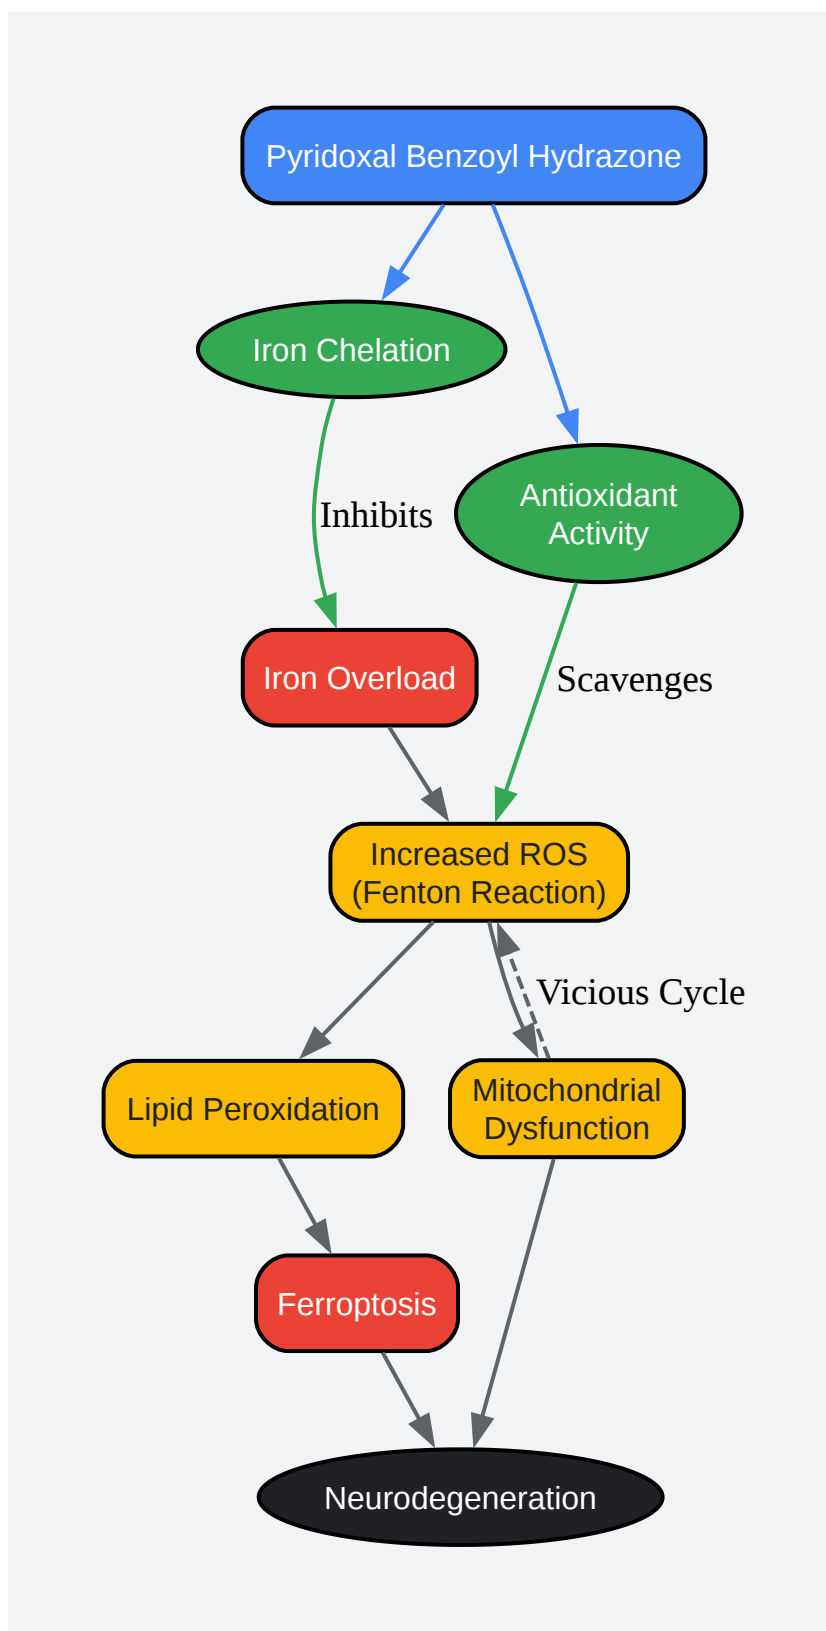 Pyridoxal Benzoyl Hydrazone
Iron Chelation
Antioxidant
Activity
Inhibits
Iron Overload
Scavenges
Increased ROS
(Fenton Reaction)
Vicious Cycle
Lipid Peroxidation
Mitochondrial
Dysfunction
Ferroptosis
Neurodegeneration